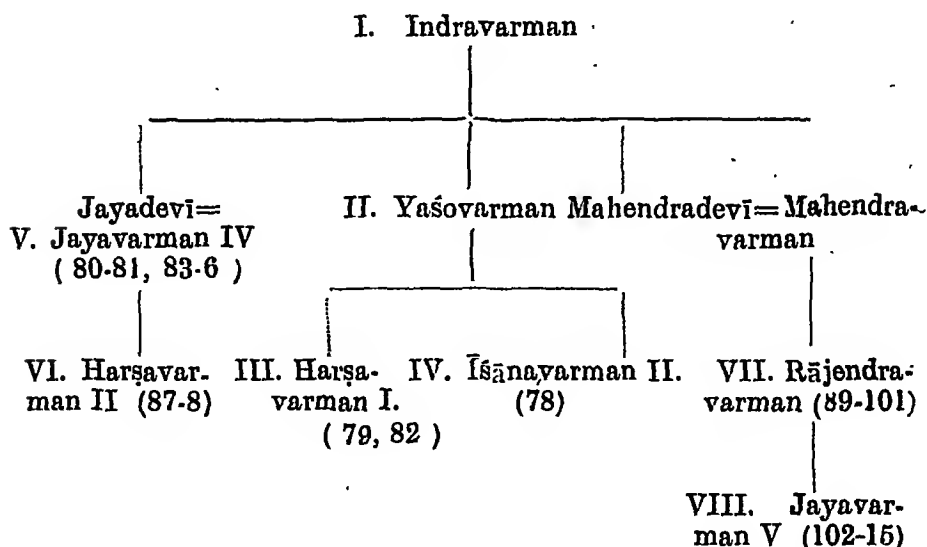 I. Indravarman
Jayadevī= II. Yaśovarman Mahendradevī= Mahendra-
V. Jayavarman IV varman
( 80-81, 83-6 )
VI. Harṣavar- III. Harṣa- IV. Īśānavarman II. VII. Rājendra-
man II (87-8) varman I. (78) varman (89-101)
( 79, 82 )
VIII. Jayavar-
man V (102-15)